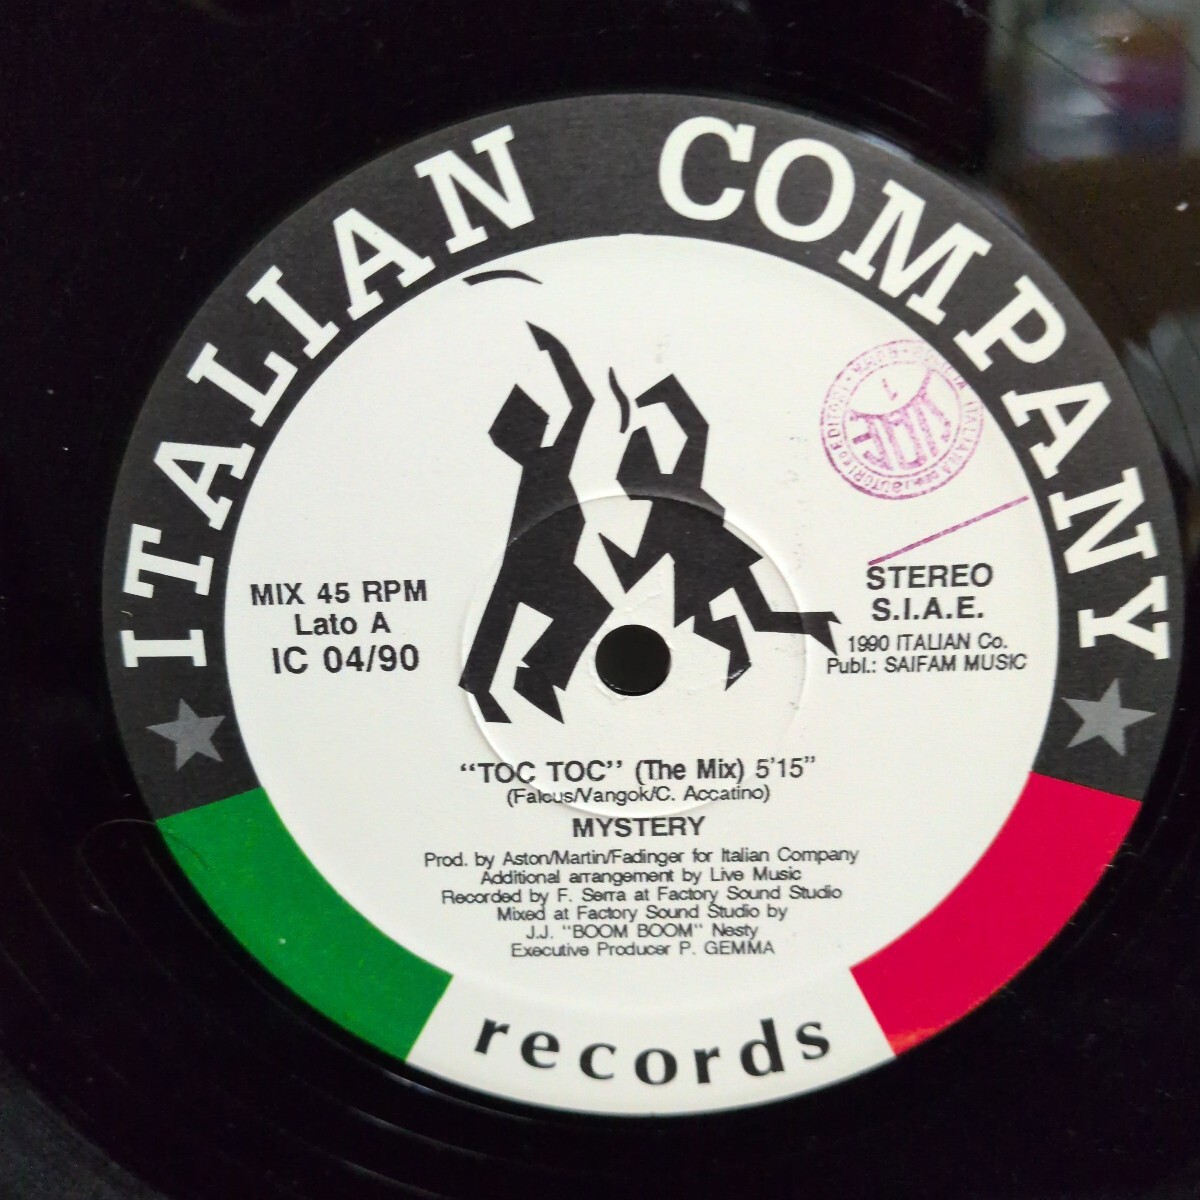 ITALIAN COMPANY
MIX 45 RPM
Lato A
IC 04/90
SIAE
STEREO
S.I.A.E.
1990 ITALIAN Co.
Publ.: SAIFAM MUSIC
“TOC TOC” (The Mix) 5'15”
(Falcus/Vangok/C. Accatino)
MYSTERY
Prod. by Aston/Martin/Fadinger for Italian Company
Additional arrangement by Live Music
Recorded by F. Serra at Factory Sound Studio
Mixed at Factory Sound Studio by
J.J. "BOOM BOOM" Nesty
Executive Producer P. GEMMA
records